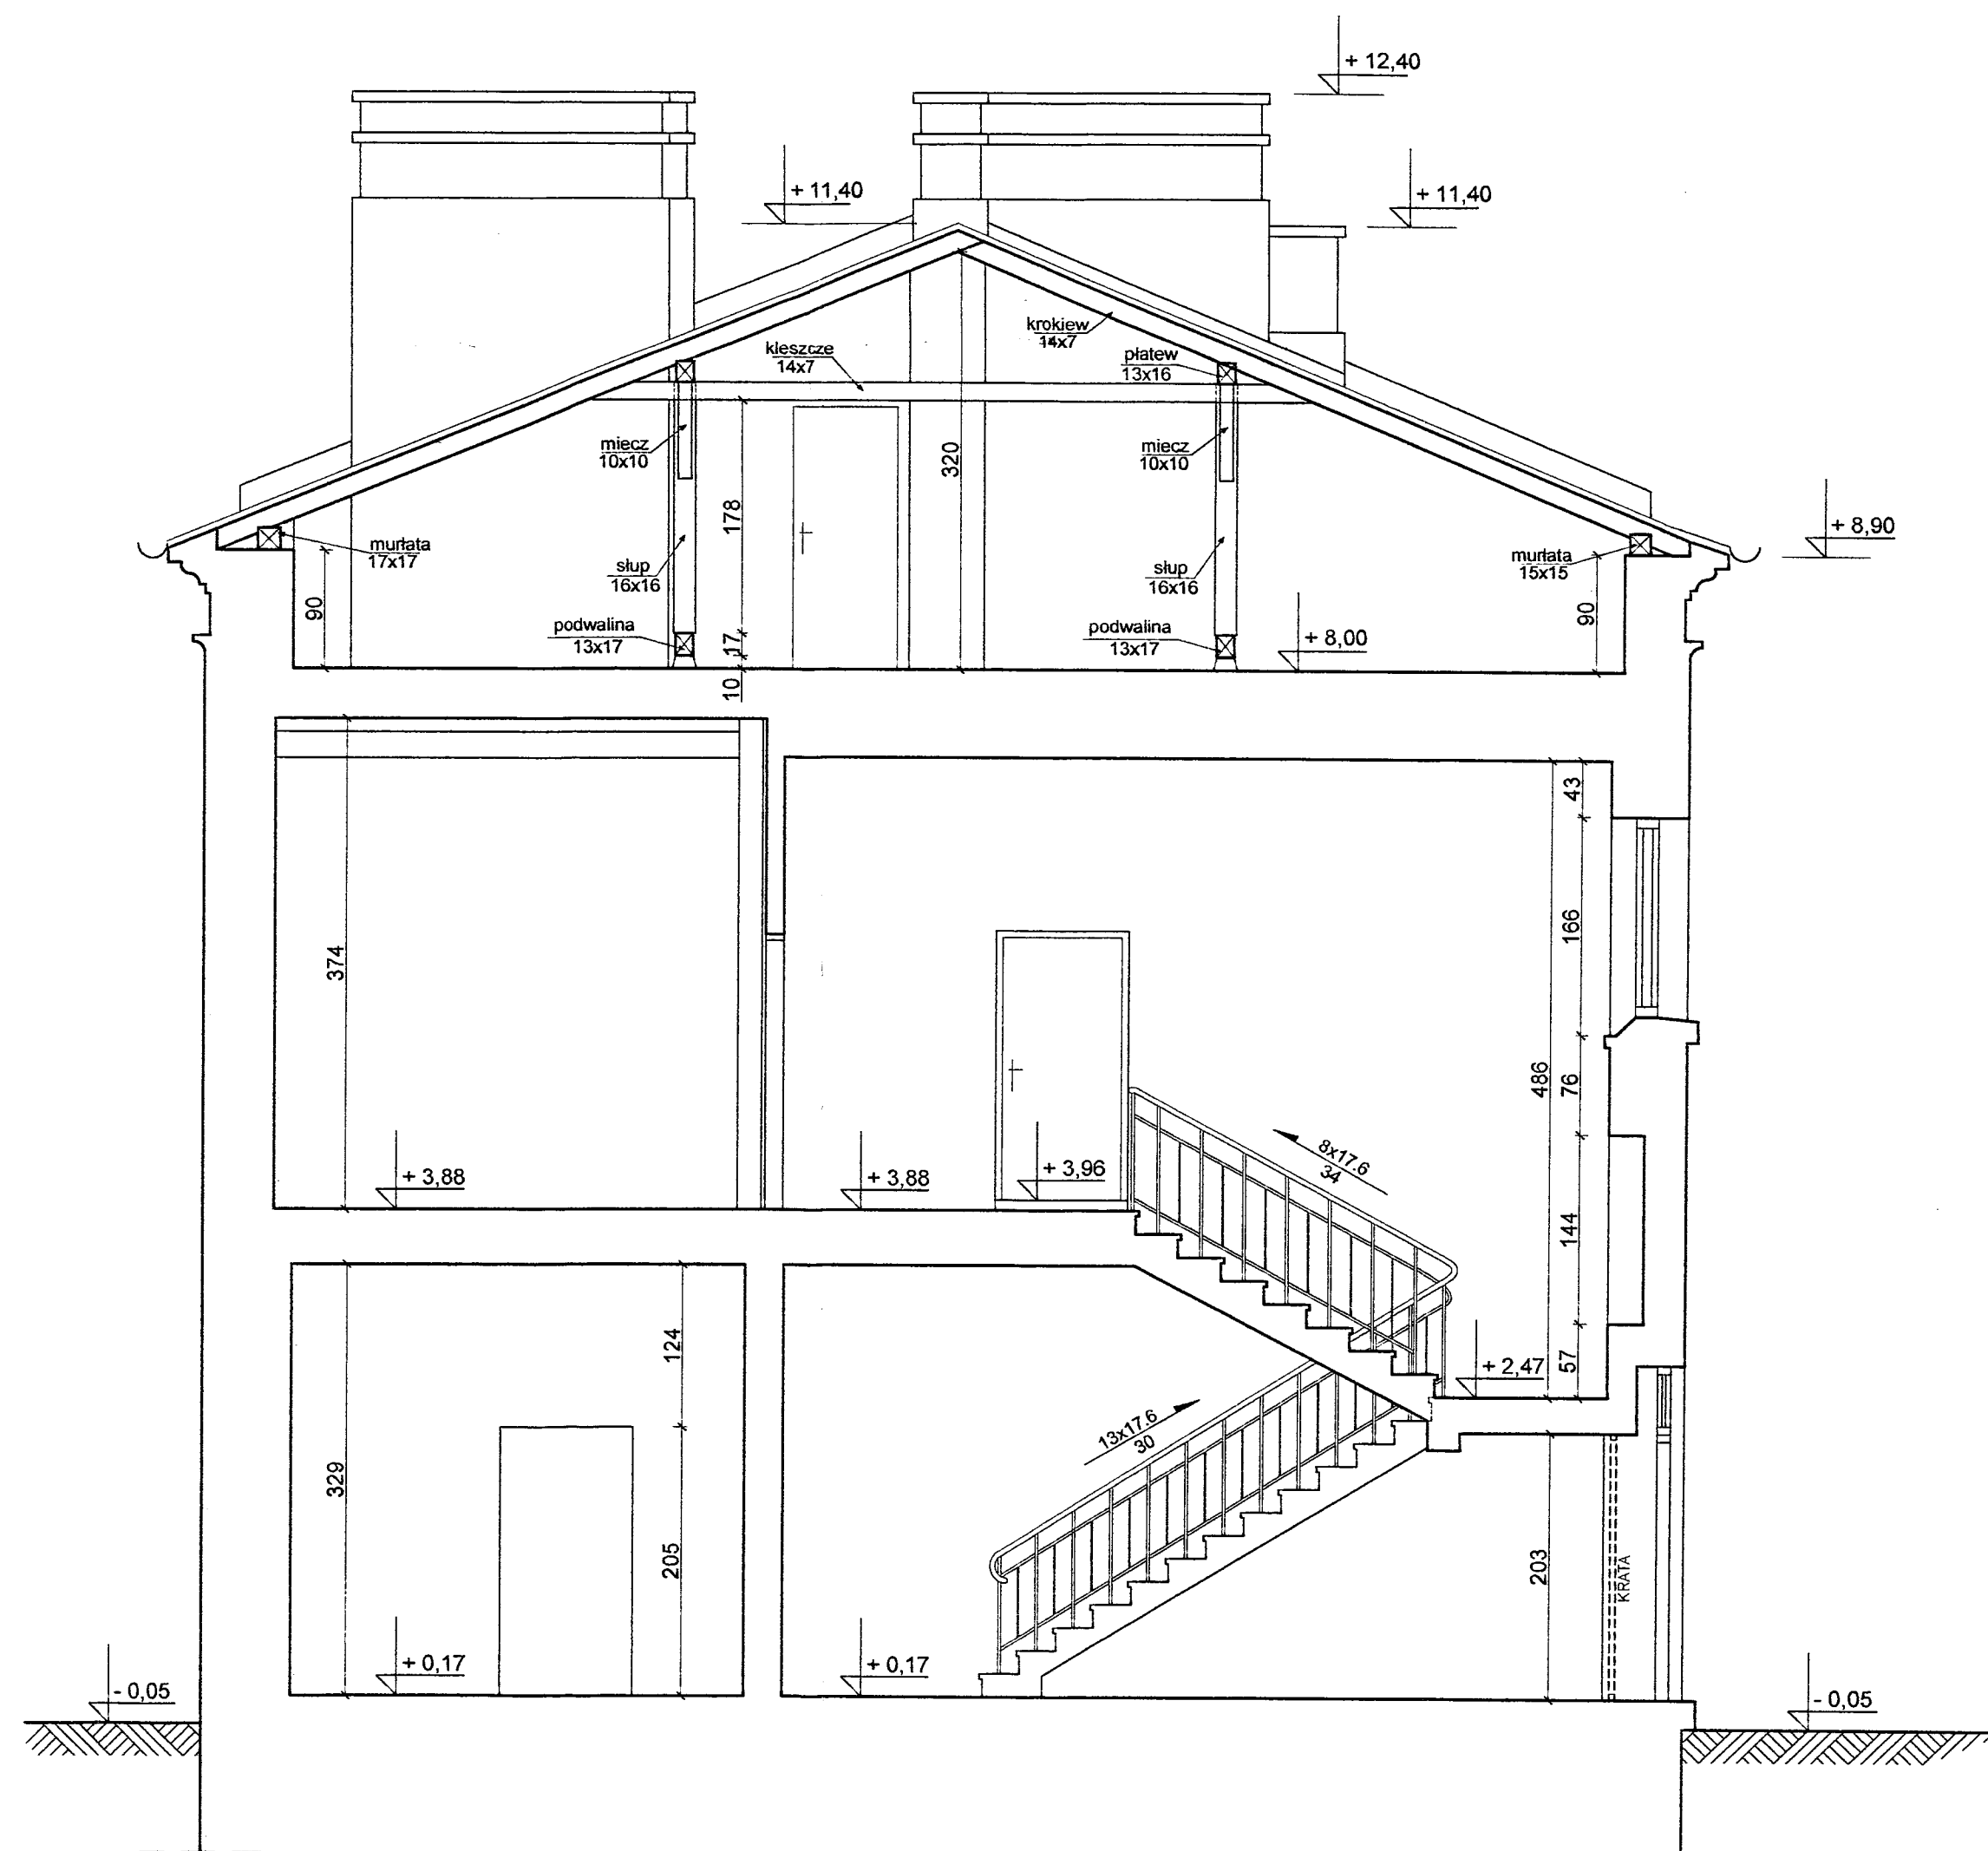 + 12,40
+ 11,40
+ 11,40
krokiew
14x7
kleszcze
14x7
płatew
13x16
miecz
10x10
320
miecz
10x10
178
+ 8,90
murłata
17x17
murłata
15x15
słup
16x16
słup
16x16
90
90
podwalina
13x17
17
podwalina
13x17
+ 8,00
10
43
166
374
486
76
8x17.6
34
+ 3,88
+ 3,88
+ 3,96
144
124
57
+ 2,47
13x17.6
30
329
205
203
KRATA
+ 0,17
+ 0,17
- 0,05
- 0,05